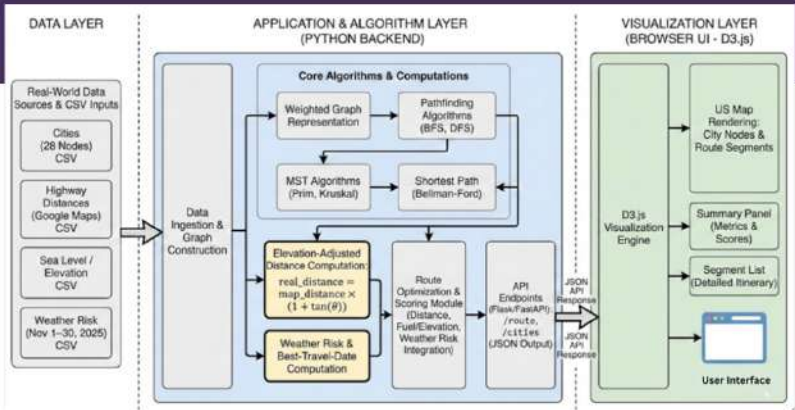 DATA LAYER
Real-World Data
Sources & CSV Inputs
Cities
(28 Nodes)
CSV
Highway
Distances
(Google Maps)
CSV
Sea Level /
Elevation
CSV
Weather Risk
(Nov 1–30, 2025)
CSV
APPLICATION & ALGORITHM LAYER
(PYTHON BACKEND)
Data
Ingestion &
Graph
Construction
Core Algorithms & Computations
Weighted Graph
Representation
Pathfinding
Algorithms
(BFS, DFS)
MST Algorithms
(Prim, Kruskal)
Shortest Path
(Bellman-Ford)
Elevation-Adjusted
Distance Computation:
real_distance =
map_distance ×
(1 + tan(θ))
Weather Risk &
Best-Travel-Date
Computation
Route
Optimization &
Scoring Module
(Distance,
Fuel/Elevation,
Weather Risk
Integration)
API
Endpoints
(Flask/FastAPI):
/route,
/cities
(JSON Output)
JSON
API
Response
JSON
API
Response
VISUALIZATION LAYER
(BROWSER UI - D3.js)
D3.js
Visualization
Engine
US Map
Rendering:
City Nodes &
Route Segments
Summary Panel
(Metrics &
Scores)
Segment List
(Detailed Itinerary)
User Interface